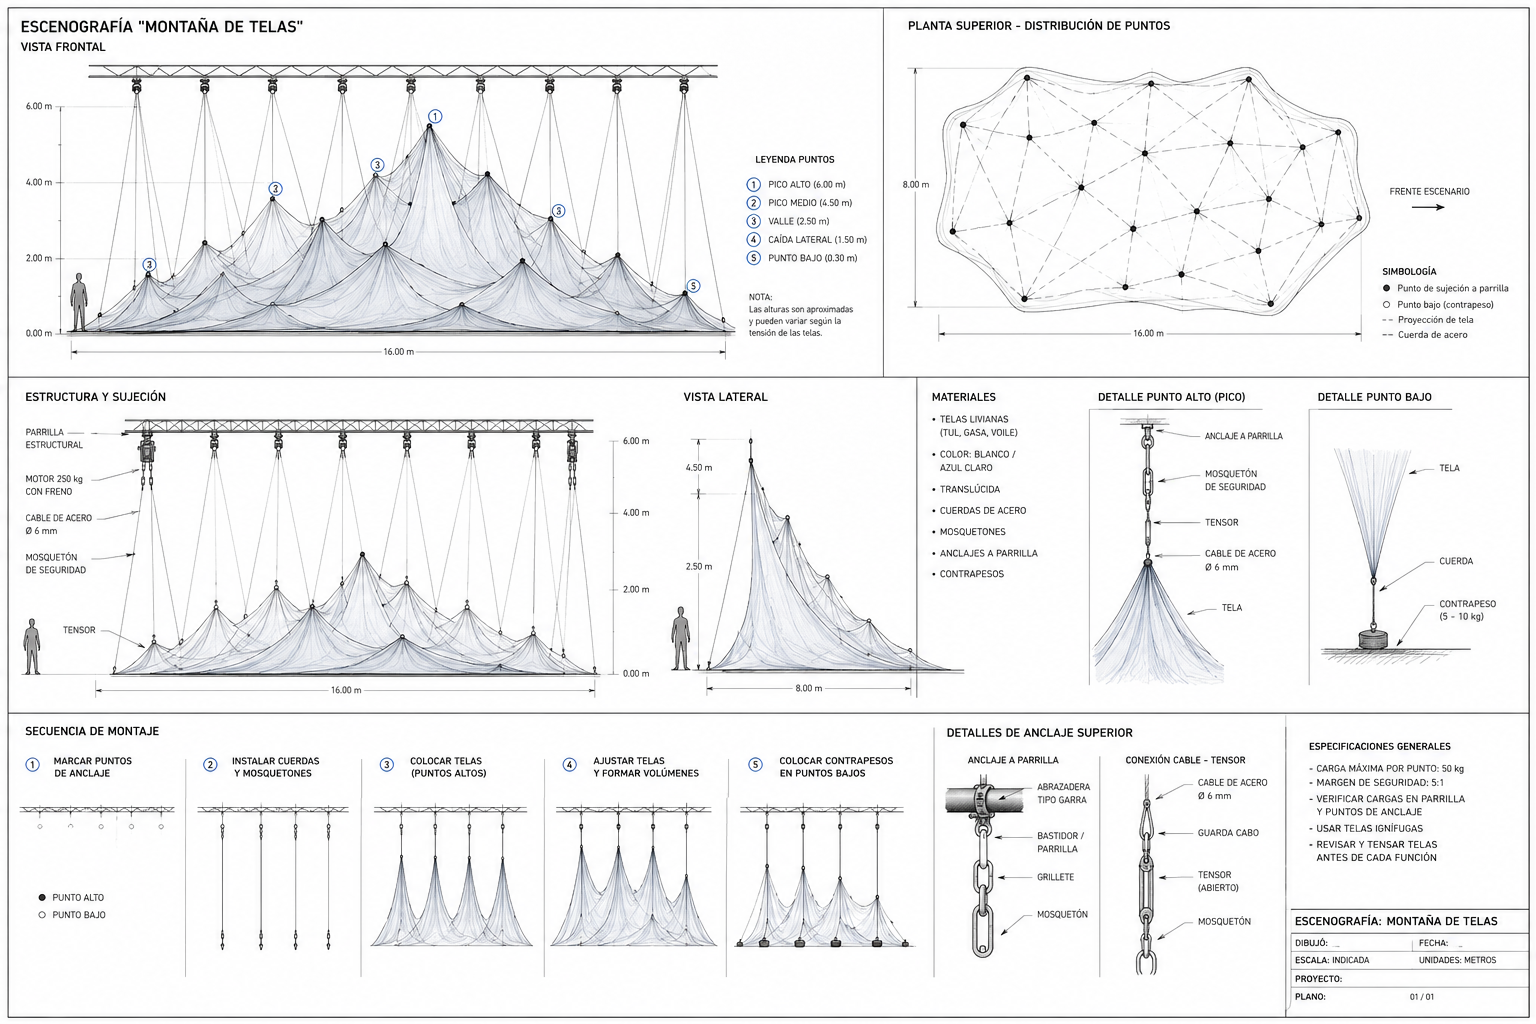 ESCENOGRAFÍA "MONTAÑA DE TELAS"
VISTA FRONTAL
6.00 m
4.00 m
2.00 m
0.00 m
1
3
3
3
3
5
16.00 m
LEYENDA PUNTOS
1 PICO ALTO (6.00 m)
2 PICO MEDIO (4.50 m)
3 VALLE (2.50 m)
4 CAÍDA LATERAL (1.50 m)
5 PUNTO BAJO (0.30 m)
NOTA:
Las alturas son aproximadas
y pueden variar según la
tensión de las telas.
PLANTA SUPERIOR - DISTRIBUCIÓN DE PUNTOS
8.00 m
16.00 m
FRENTE ESCENARIO
SIMBOLOGÍA
Punto de sujeción a parrilla
Punto bajo (contrapeso)
Proyección de tela
Cuerda de acero
ESTRUCTURA Y SUJECIÓN
PARRILLA
ESTRUCTURAL
MOTOR 250 kg
CON FRENO
CABLE DE ACERO
Ø 6 mm
MOSQUETÓN
DE SEGURIDAD
TENSOR
6.00 m
4.00 m
2.00 m
0.00 m
16.00 m
VISTA LATERAL
4.50 m
2.50 m
8.00 m
MATERIALES
• TELAS LIVIANAS
(TUL, GASA, VOILE)
• COLOR: BLANCO /
AZUL CLARO
• TRANSLÚCIDA
• CUERDAS DE ACERO
• MOSQUETONES
• ANCLAJES A PARRILLA
• CONTRAPESOS
DETALLE PUNTO ALTO (PICO)
ANCLAJE A PARRILLA
MOSQUETÓN
DE SEGURIDAD
TENSOR
CABLE DE ACERO
Ø 6 mm
TELA
DETALLE PUNTO BAJO
TELA
CUERDA
CONTRAPESO
(5 - 10 kg)
SECUENCIA DE MONTAJE
1 MARCAR PUNTOS
DE ANCLAJE
PUNTO ALTO
PUNTO BAJO
2 INSTALAR CUERDAS
Y MOSQUETONES
3 COLOCAR TELAS
(PUNTOS ALTOS)
4 AJUSTAR TELAS
Y FORMAR VOLÚMENES
5 COLOCAR CONTRAPESOS
EN PUNTOS BAJOS
DETALLES DE ANCLAJE SUPERIOR
ANCLAJE A PARRILLA
ABRAZADERA
TIPO GARRA
BASTIDOR /
PARRILLA
GRILLETE
MOSQUETÓN
CONEXIÓN CABLE - TENSOR
CABLE DE ACERO
Ø 6 mm
GUARDA CABO
TENSOR
(ABIERTO)
MOSQUETÓN
ESPECIFICACIONES GENERALES
- CARGA MÁXIMA POR PUNTO: 50 kg
- MARGEN DE SEGURIDAD: 5:1
- VERIFICAR CARGAS EN PARRILLA
Y PUNTOS DE ANCLAJE
- USAR TELAS IGNÍFUGAS
- REVISAR Y TENSAR TELAS
ANTES DE CADA FUNCIÓN
ESCENOGRAFÍA: MONTAÑA DE TELAS
DIBUJÓ: FECHA:
ESCALA: INDICADA UNIDADES: METROS
PROYECTO:
PLANO: 01 / 01